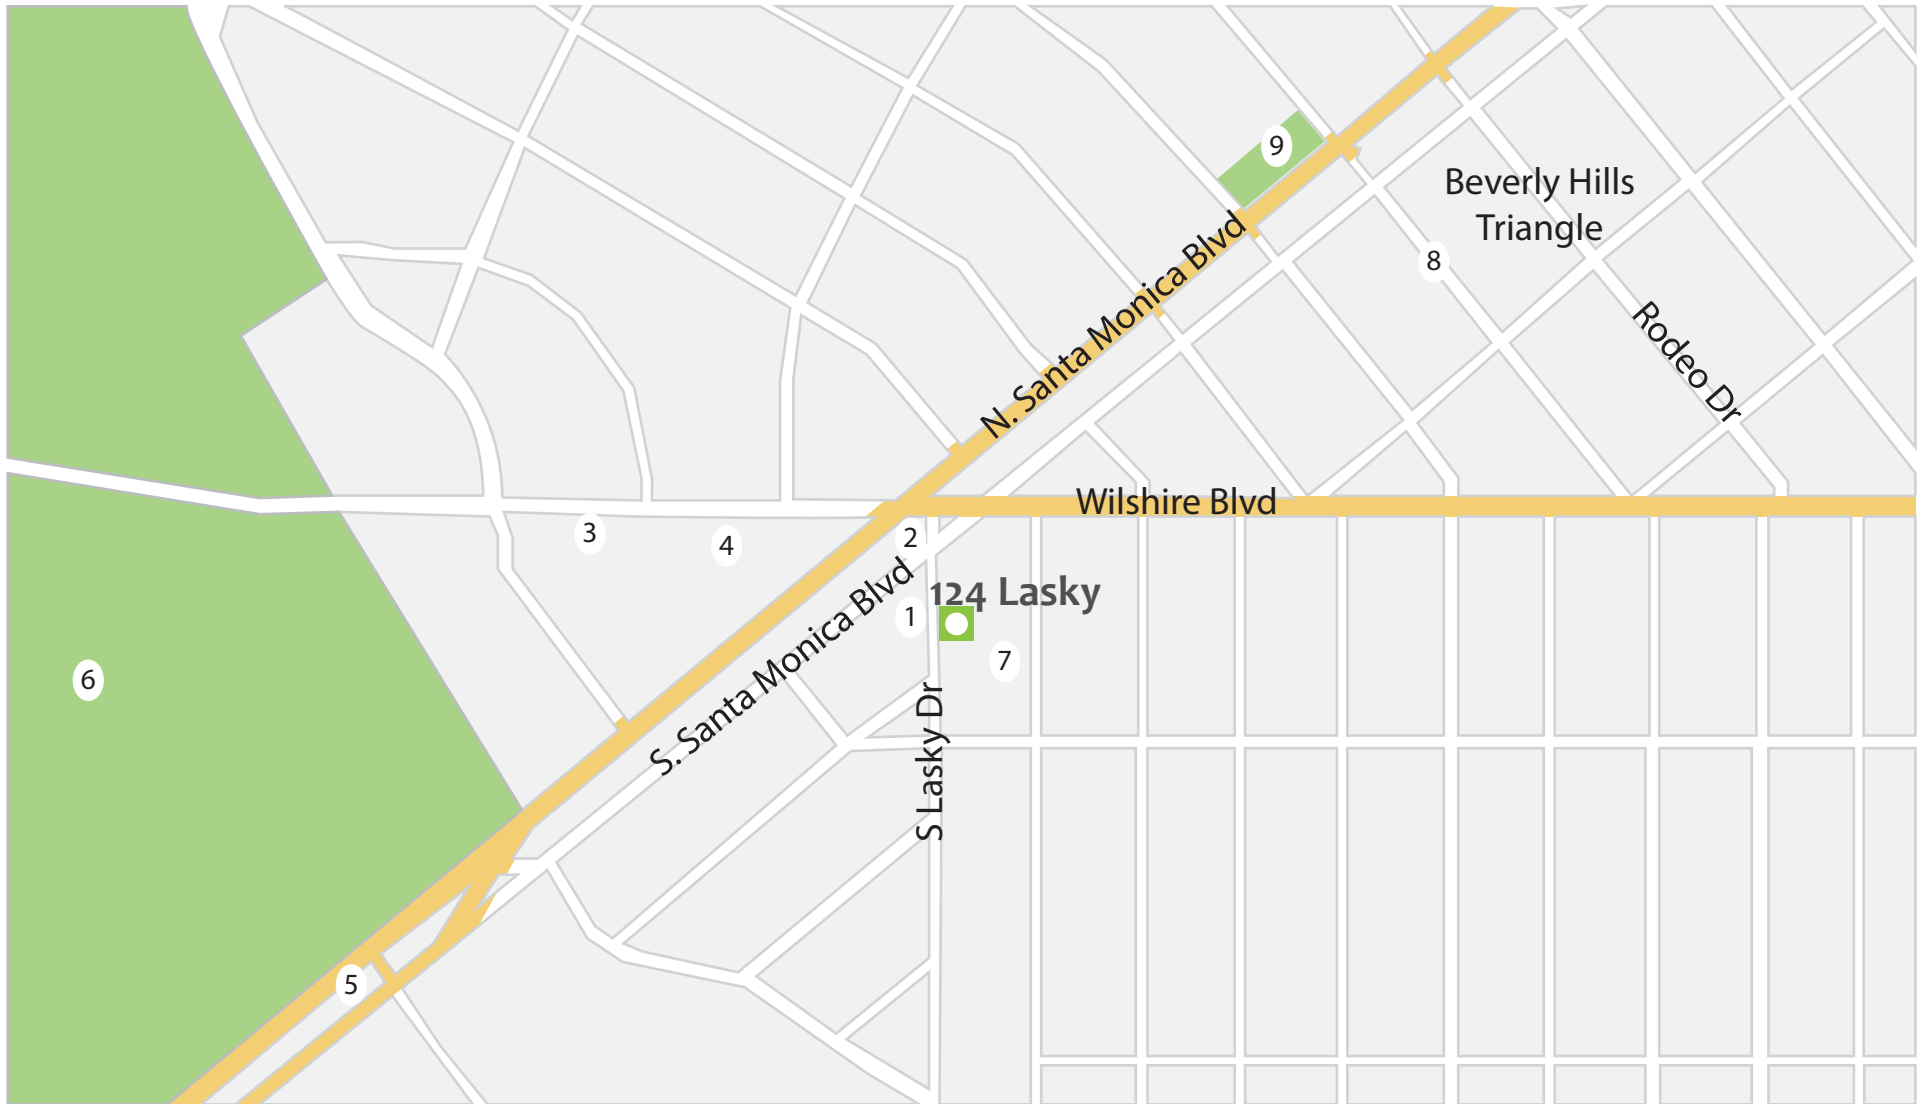 9
Beverly Hills
Triangle
8
N. Santa Monica Blvd
Rodeo Dr
Wilshire Blvd
3
4
2
124 Lasky
1
S. Santa Monica Blvd
7
6
S Lasky Dr
5